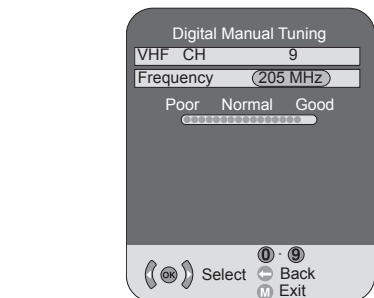 Digital Manual Tuning
VHF CH 9
Frequency 205 MHz
Poor Normal Good
0 · 9
OK Select Back
M Exit